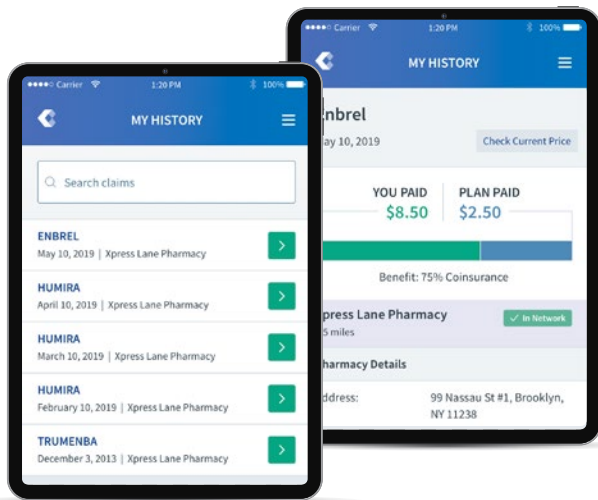 Carrier 1:20 PM 100%
MY HISTORY
Search claims
ENBREL
May 10, 2019 | Xpress Lane Pharmacy
HUMIRA
April 10, 2019 | Xpress Lane Pharmacy
HUMIRA
March 10, 2019 | Xpress Lane Pharmacy
HUMIRA
February 10, 2019 | Xpress Lane Pharmacy
TRUMENBA
December 3, 2013 | Xpress Lane Pharmacy
Carrier 1:20 PM 100%
MY HISTORY
nbrel
ay 10, 2019
Check Current Price
YOU PAID PLAN PAID
$8.50 $2.50
Benefit: 75% Coinsurance
press Lane Pharmacy
In Network
5 miles
harmacy Details
ddress: 99 Nassau St #1, Brooklyn,
NY 11238